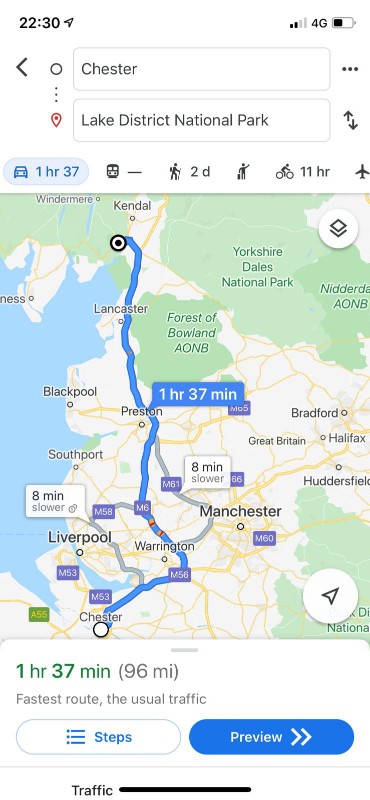 22:30
4G
Chester
Lake District National Park
1 hr 37
—
2 d
11 hr
Windermere
Kendal
Yorkshire
Dales
National Park
Nidderda
AONB
ness
Lancaster
Forest of
Bowland
AONB
1 hr 37 min
Blackpool
Preston
M65
Bradford
Great Britain
Halifax
Southport
8 min
slower
M61
66
Huddersfield
8 min
slower
M58
M6
Manchester
Liverpool
Warrington
M60
M53
M56
M53
A55
Chester
k Di
Nationa
1 hr 37 min (96 mi)
Fastest route, the usual traffic
Steps
Preview
Traffic